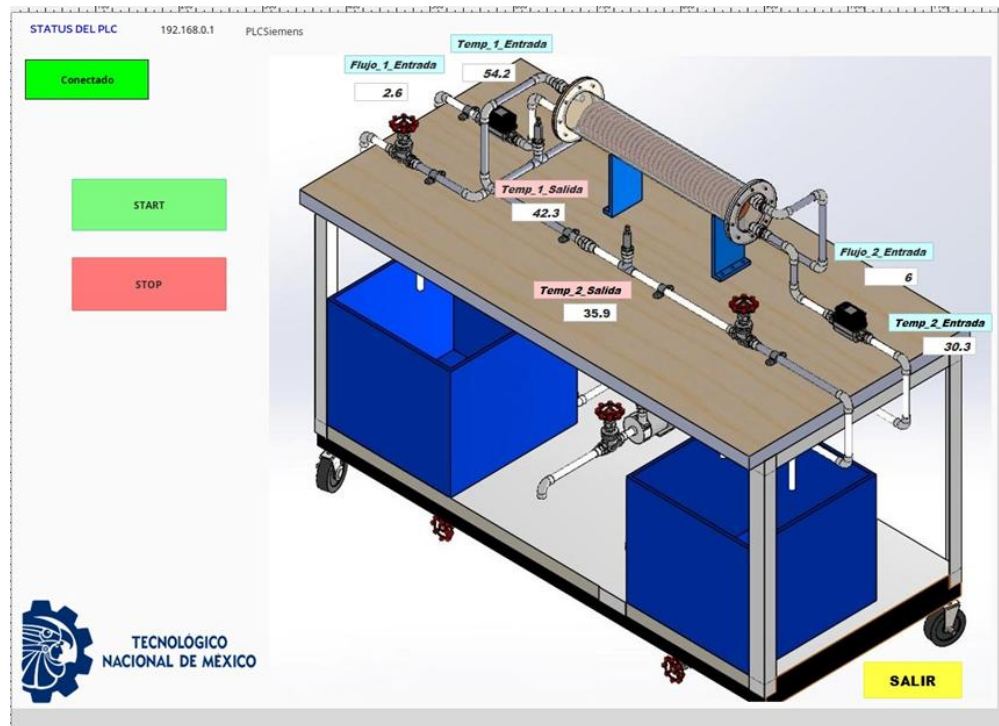 STATUS DEL PLC 192.168.0.1 PLCSiemens
Conectado
START
STOP
Temp_1_Entrada
54.2
Flujo_1_Entrada
2.6
Temp_1_Salida
42.3
Temp_2_Salida
35.9
Flujo_2_Entrada
6
Temp_2_Entrada
30.3
TECNOLÓGICO
NACIONAL DE MÉXICO
SALIR